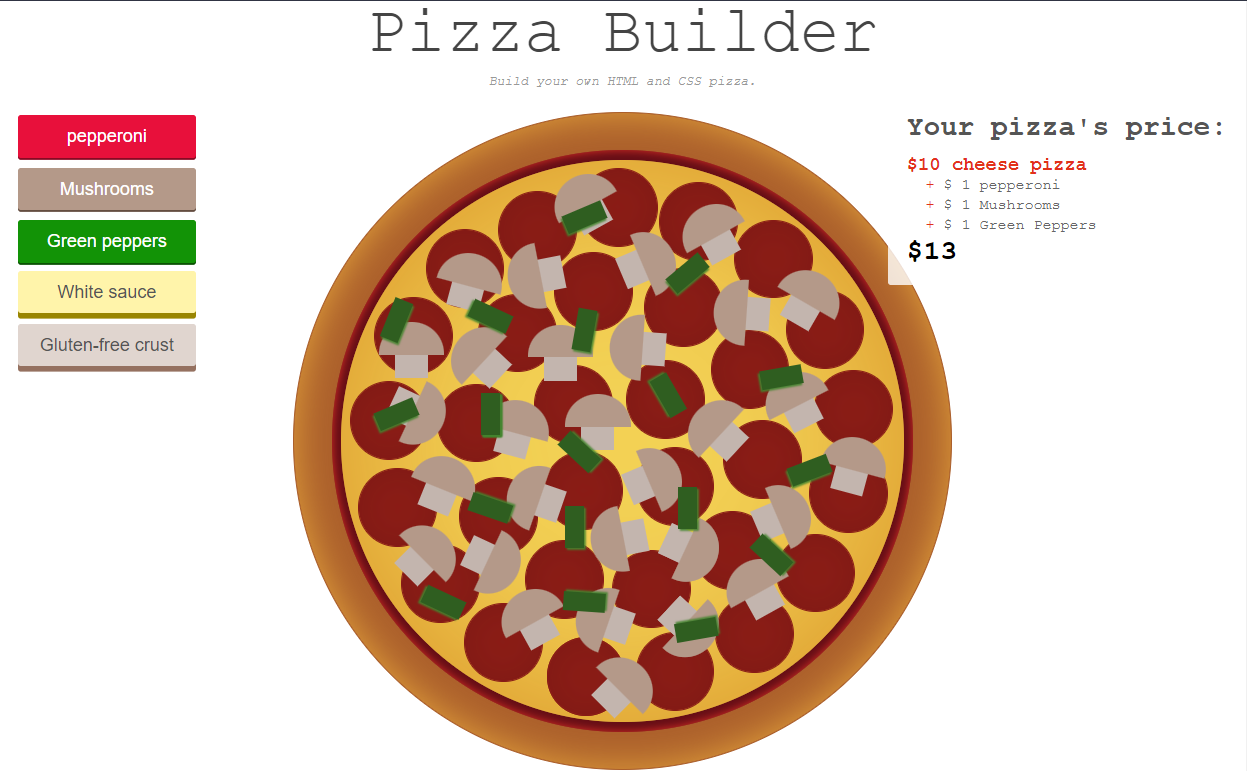 Pizza Builder
Build your own HTML and CSS pizza.
pepperoni
Mushrooms
Green peppers
White sauce
Gluten-free crust
Your pizza's price:
$10 cheese pizza
+ $ 1 pepperoni
+ $ 1 Mushrooms
+ $ 1 Green Peppers
$13